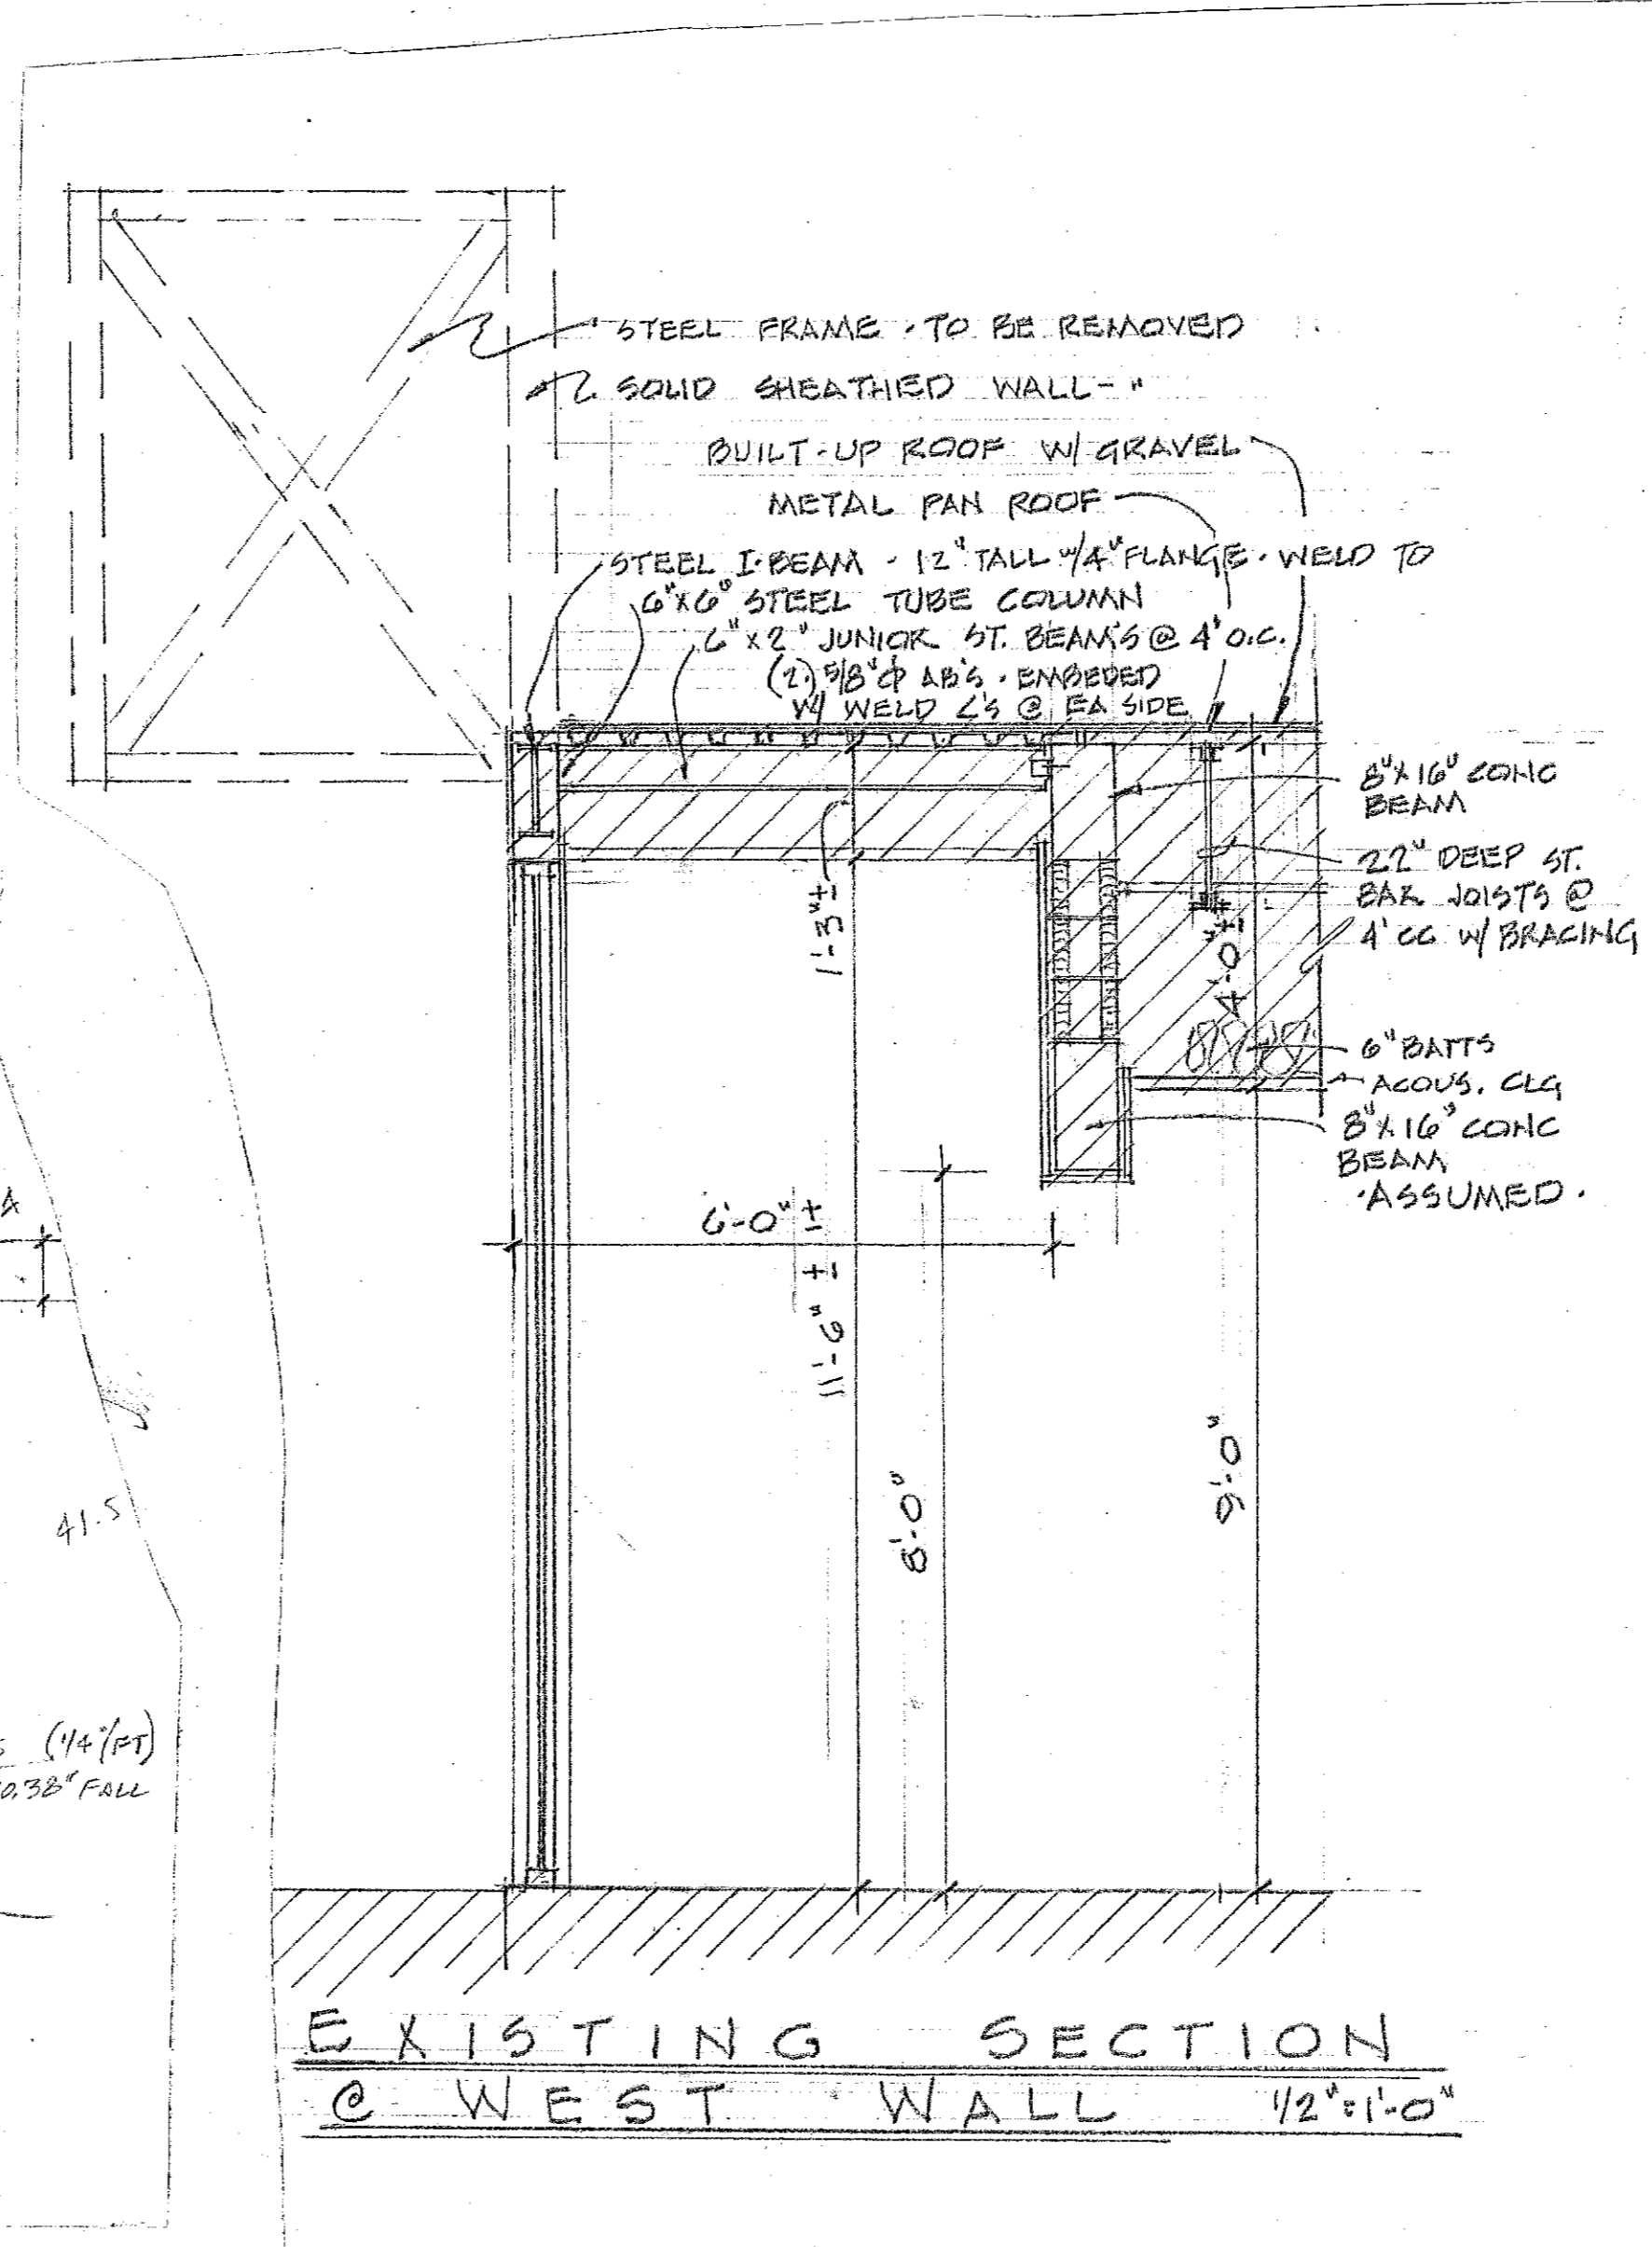 STEEL FRAME · TO BE REMOVED
SOLID SHEATHED WALL - "
BUILT-UP ROOF W/ GRAVEL
METAL PAN ROOF
STEEL I-BEAM - 12" TALL w/4" FLANGE · WELD TO
6"X6" STEEL TUBE COLUMN
6"X2" JUNIOR ST. BEAM'S @ 4' O.C.
(2) 5/8"Φ AB'S · EMBEDED
W/ WELD L'S @ EA SIDE
8"X16" CONC
BEAM
22" DEEP ST.
BAR JOISTS @
4' CC W/ BRACING
1'-3"±
4'-0"±
6" BATTS
ACOUS. CLG
8"X16" CONC
BEAM
·ASSUMED·
A
6'-0" ±
11'-6" ±
8'-0"
9'-0"
41.5
(1/4"/FT)
0.38" FALL
EXISTING SECTION
@ WEST WALL 1/2"=1'-0"